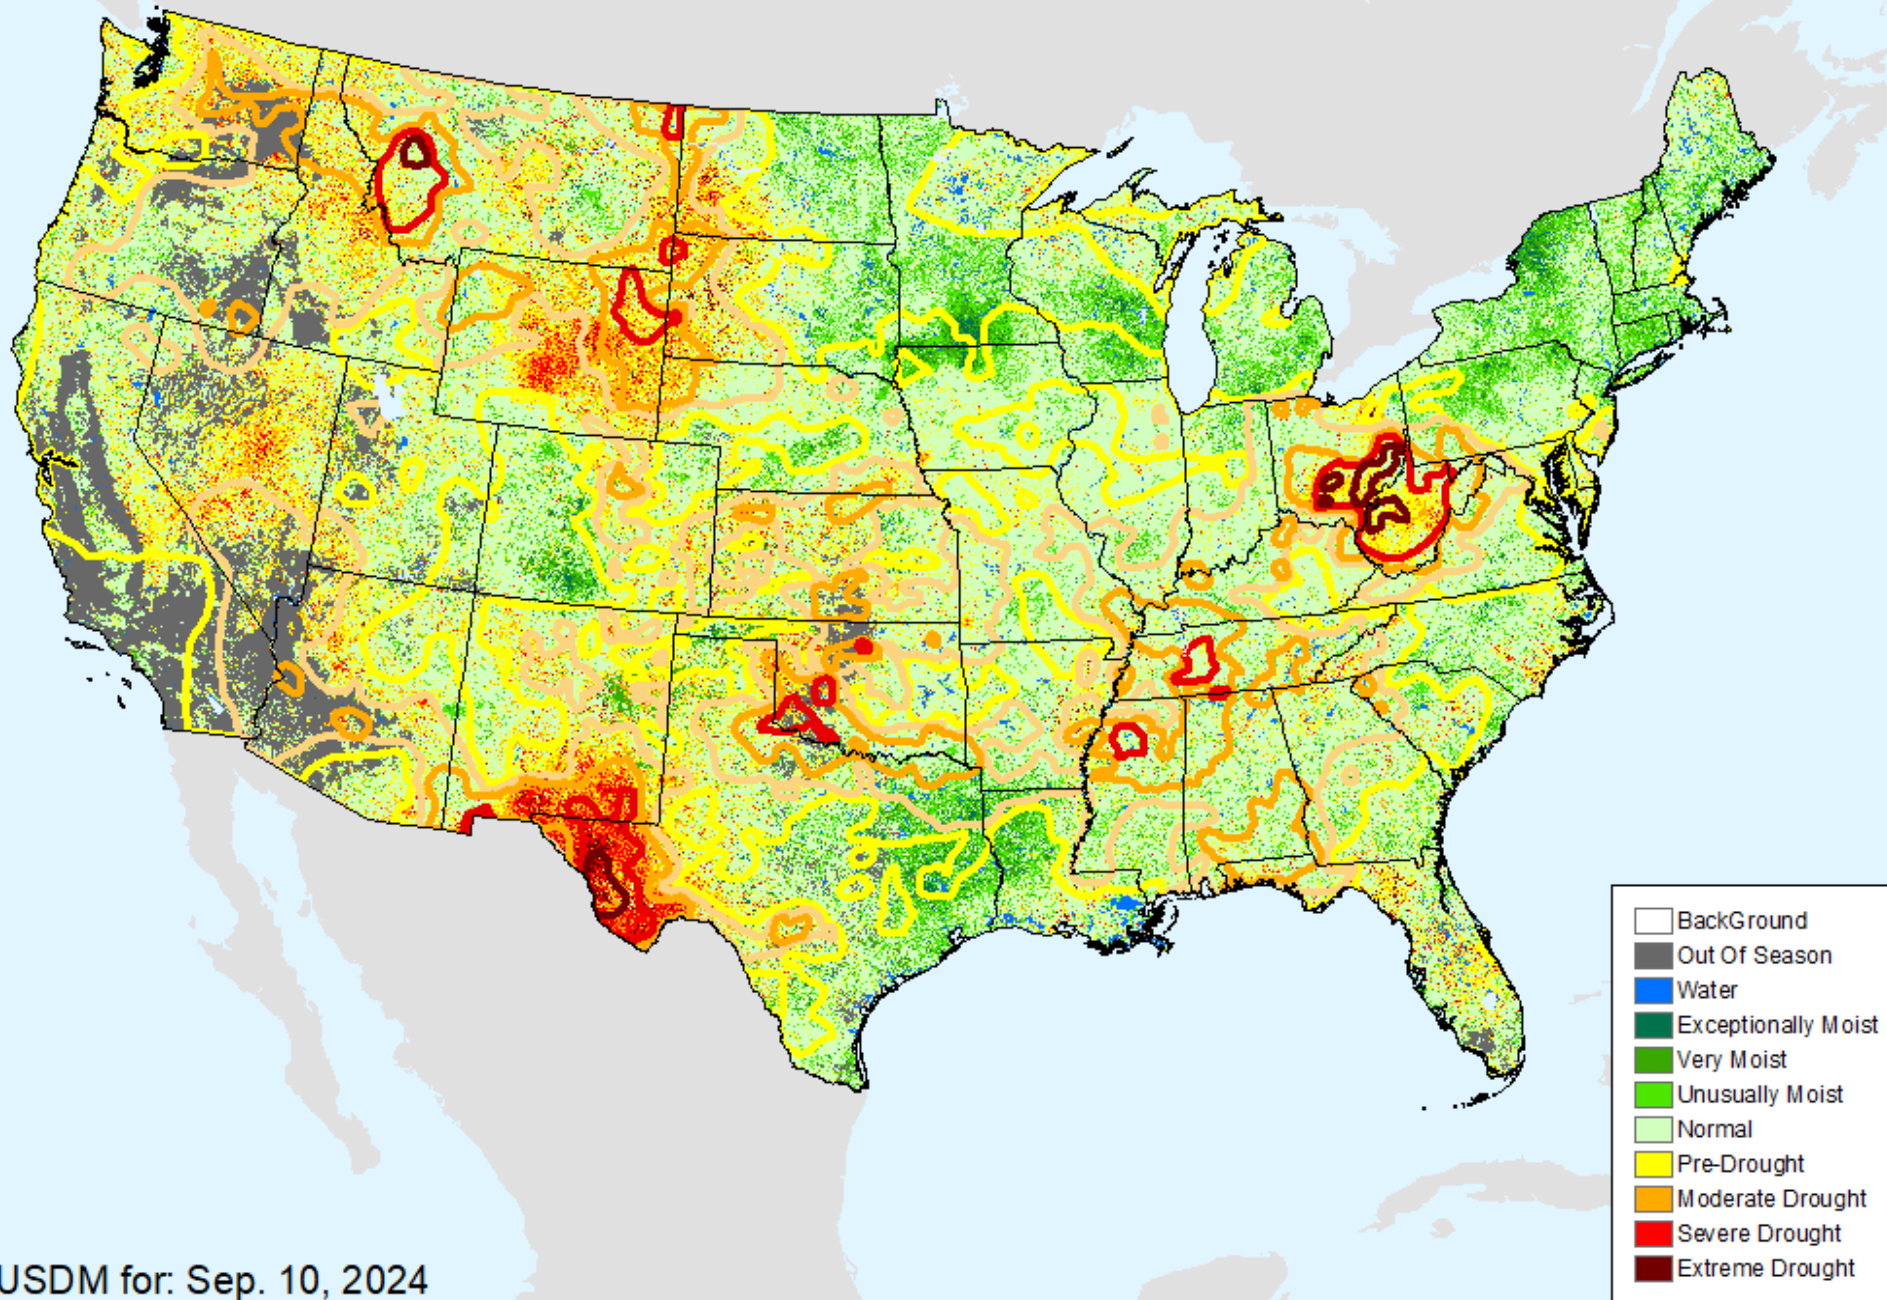 BackGround
Out Of Season
Water
Exceptionally Moist
Very Moist
Unusually Moist
Normal
Pre-Drought
Moderate Drought
Severe Drought
Extreme Drought
USDM for: Sep. 10, 2024